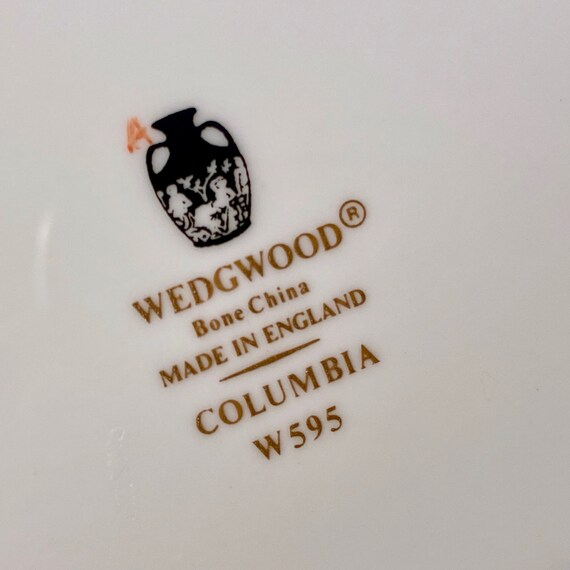 A
WEDGWOOD®
Bone China
MADE IN ENGLAND
COLUMBIA
W595